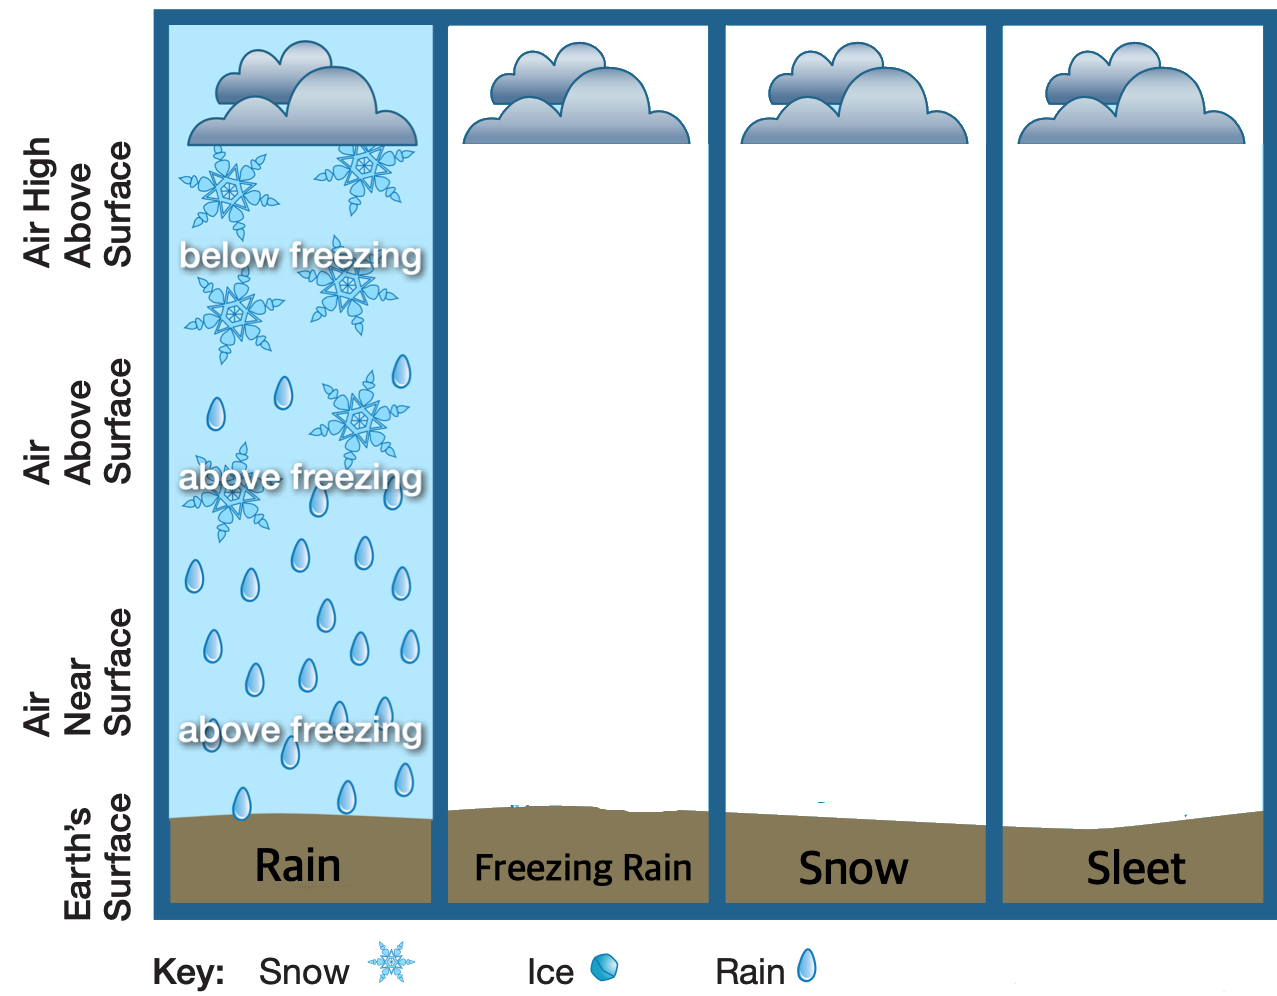 Air High
Above
Surface
below freezing
Air
Above
Surface
above freezing
Air
Near
Surface
above freezing
Earth's
Surface
Rain
Freezing Rain
Snow
Sleet
Key: Snow Ice Rain